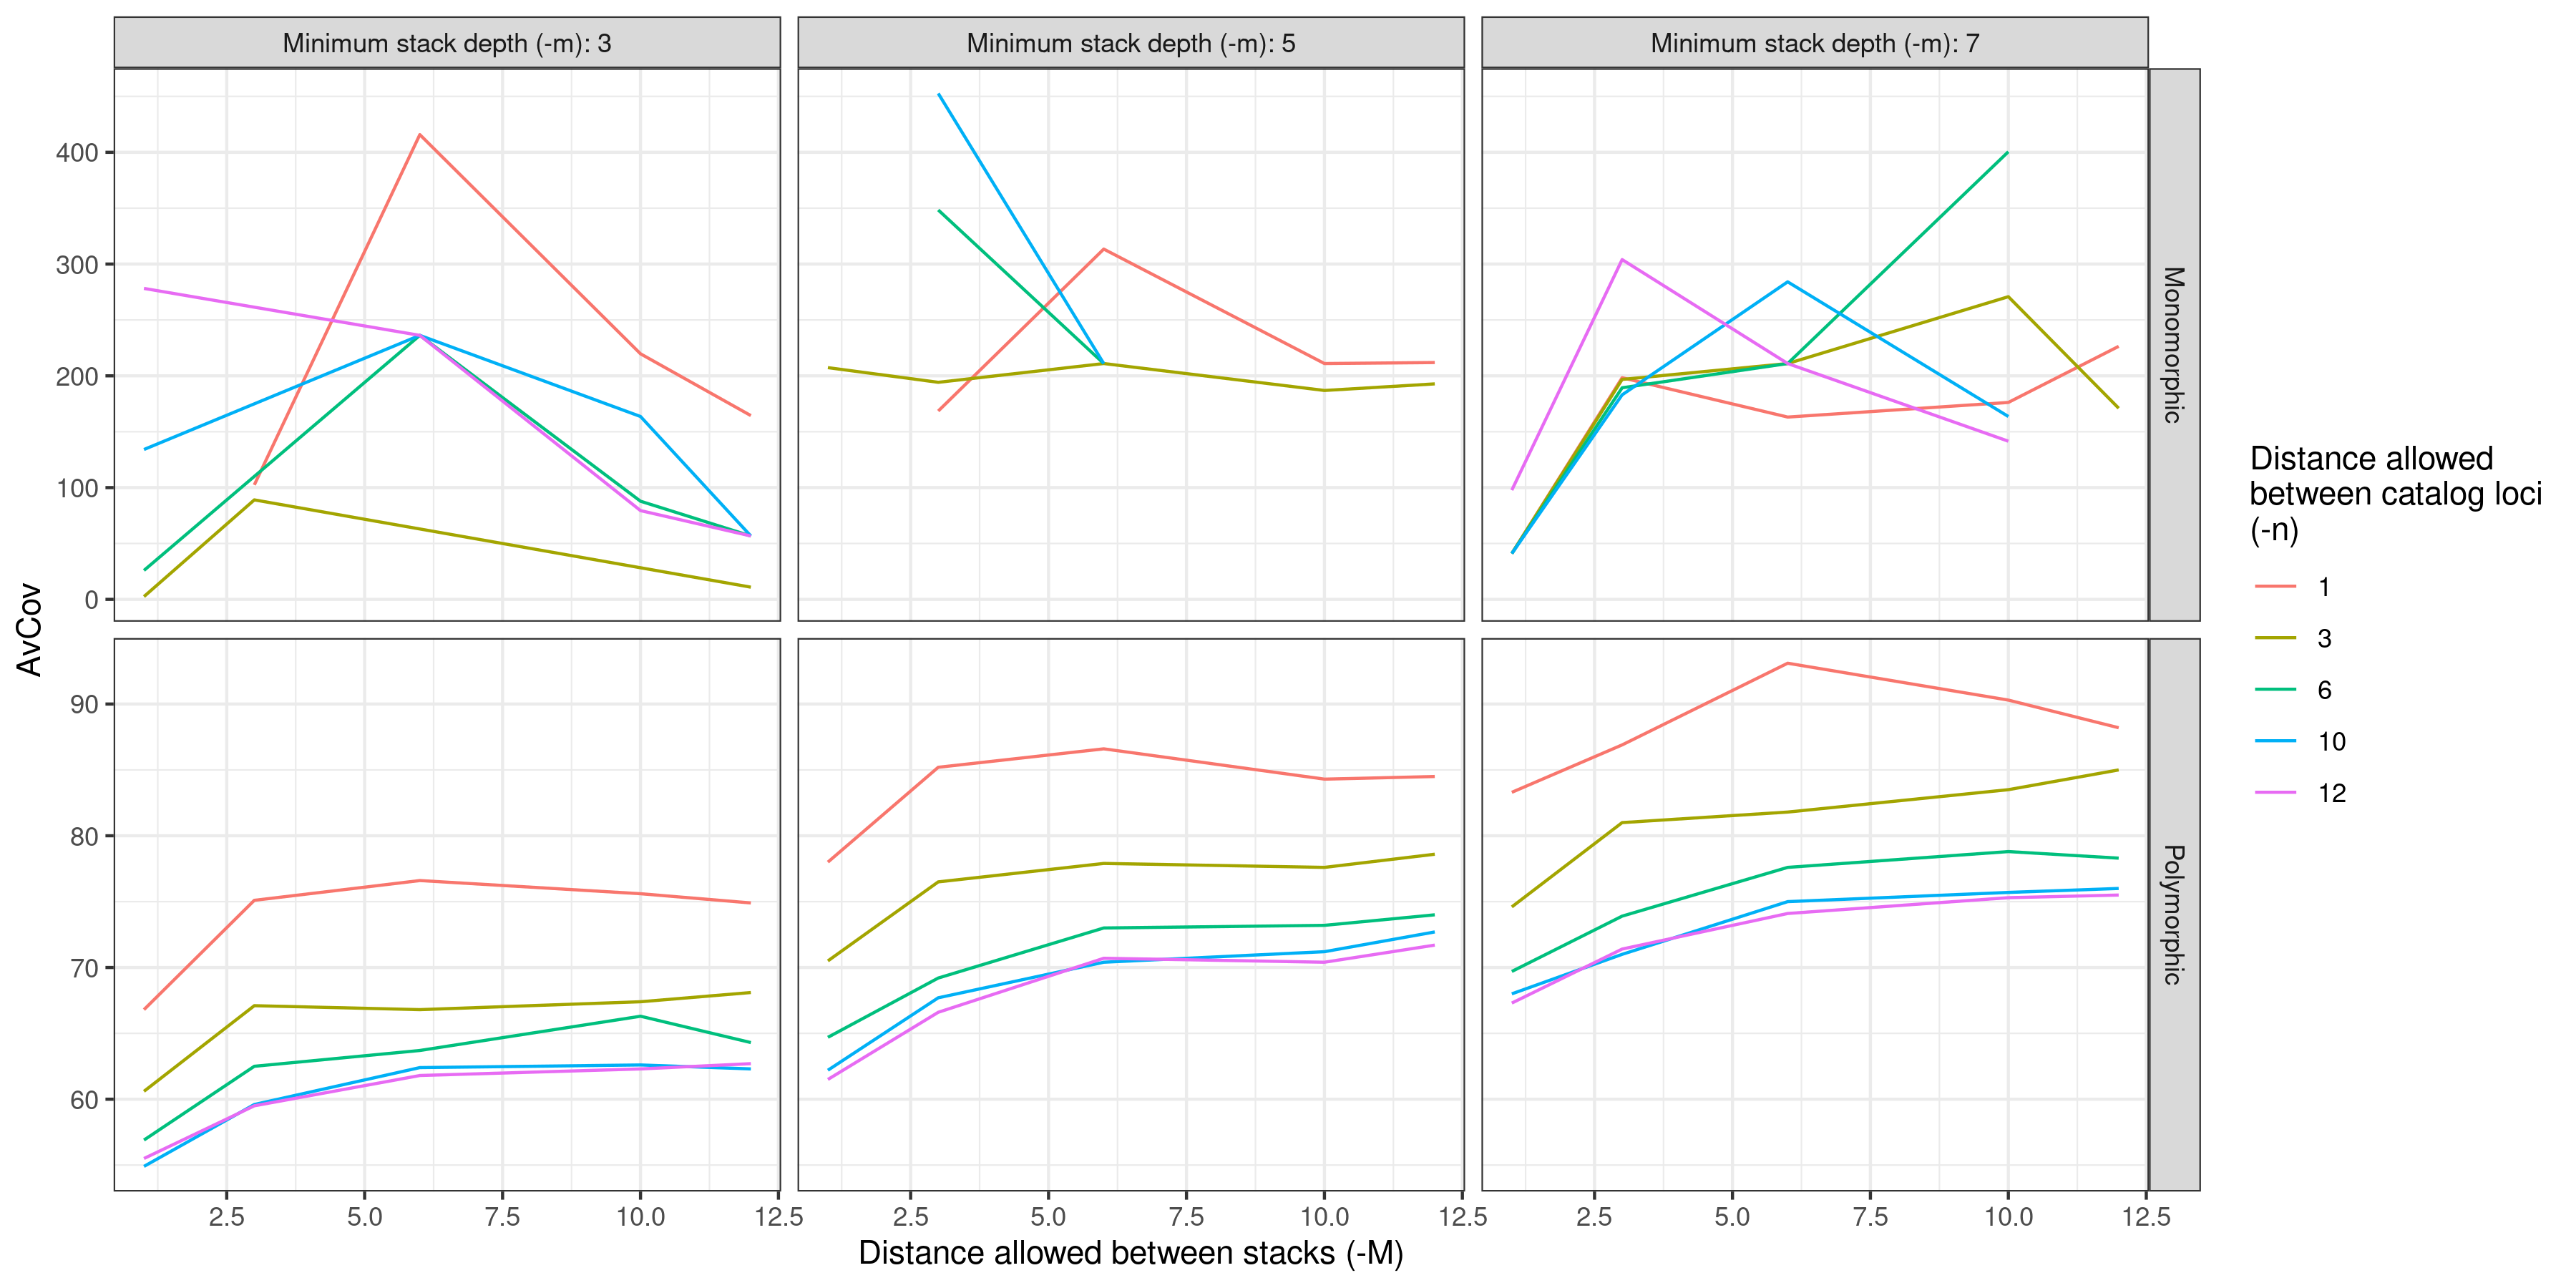 Minimum stack depth (-m): 3
Minimum stack depth (-m): 5
Minimum stack depth (-m): 7
400
300
200
100
0
Monomorphic
AvCov
90
80
70
60
Polymorphic
2.5 5.0 7.5 10.0 12.5
2.5 5.0 7.5 10.0 12.5
2.5 5.0 7.5 10.0 12.5
Distance allowed between stacks (-M)
Distance allowed
between catalog loci
(-n)
1
3
6
10
12